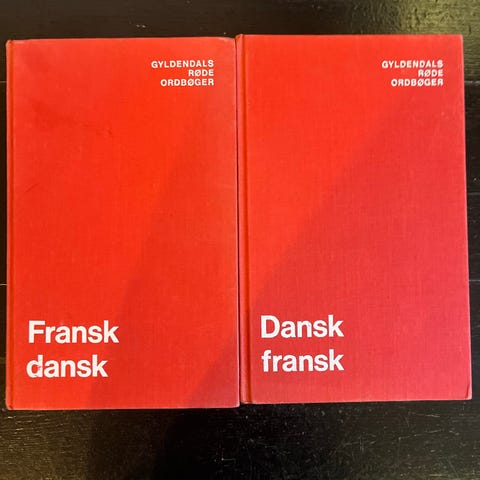 GYLDENDALS
RØDE
ORDBØGER
Fransk
dansk
GYLDENDALS
RØDE
ORDBØGER
Dansk
fransk